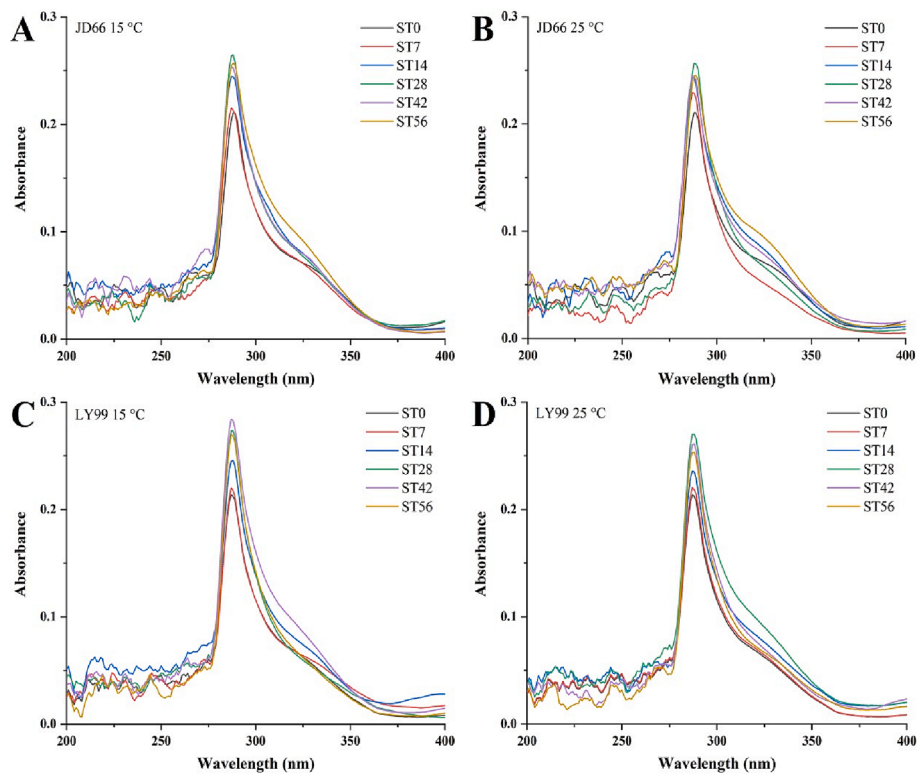 A
JD66 15 °C
ST0
ST7
ST14
ST28
ST42
ST56
0.3
0.2
0.1
0.0
Absorbance
200 250 300 350 400
Wavelength (nm)
B
JD66 25 °C
ST0
ST7
ST14
ST28
ST42
ST56
0.3
0.2
0.1
0.0
Absorbance
200 250 300 350 400
Wavelength (nm)
C
LY99 15 °C
ST0
ST7
ST14
ST28
ST42
ST56
0.3
0.2
0.1
0.0
Absorbance
200 250 300 350 400
Wavelength (nm)
D
LY99 25 °C
ST0
ST7
ST14
ST28
ST42
ST56
0.3
0.2
0.1
0.0
Absorbance
200 250 300 350 400
Wavelength (nm)